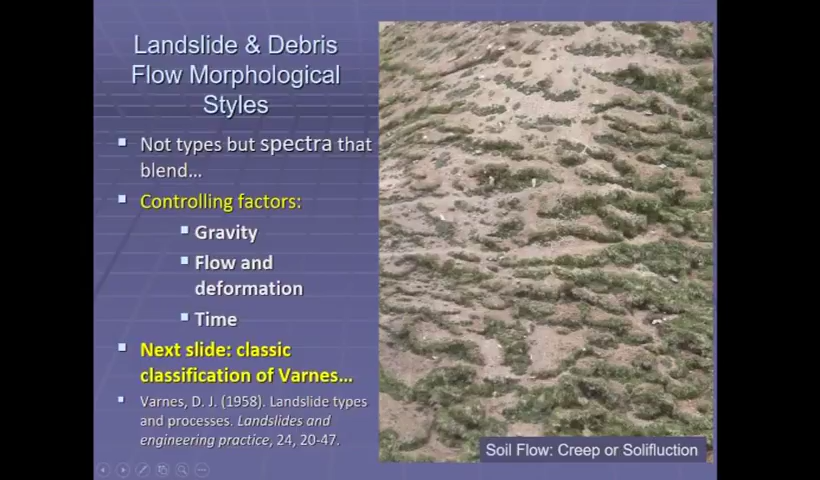 Landslide & Debris
Flow Morphological
Styles
Not types but spectra that
blend…
Controlling factors:
Gravity
Flow and
deformation
Time
Next slide: classic
classification of Varnes…
Varnes, D. J. (1958). Landslide types
and processes. Landslides and
engineering practice, 24, 20-47.
Soil Flow: Creep or Solifluction